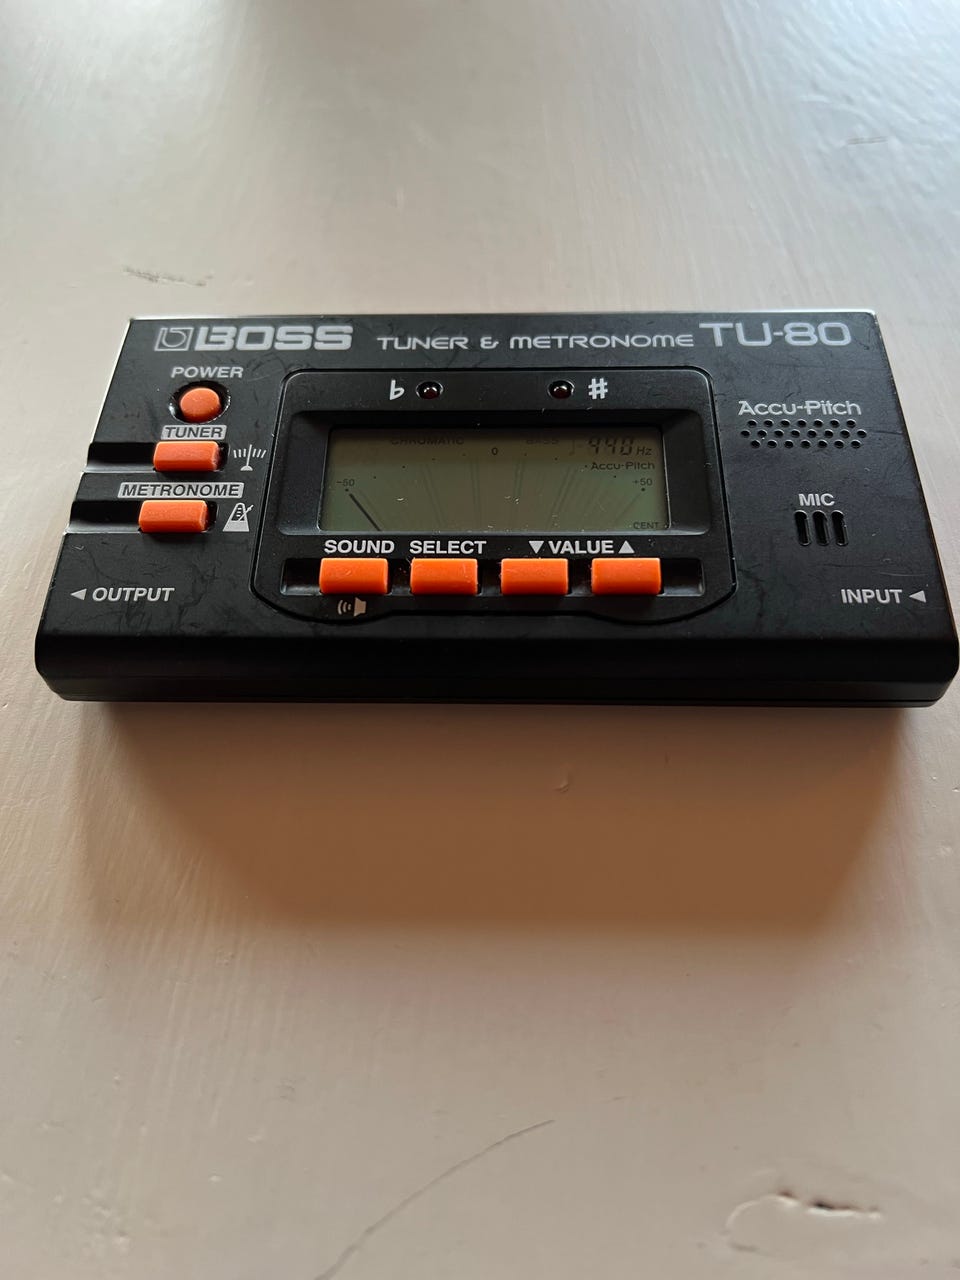 BOSS TUNER & METRONOME TU-80
POWER
♭ ♯
Accu-Pitch
TUNER
CHROMATIC 0 BASS 440 Hz
Accu-Pitch
-50 +50
METRONOME
MIC
CENT
SOUND SELECT ▼ VALUE ▲
◀ OUTPUT
INPUT ◀